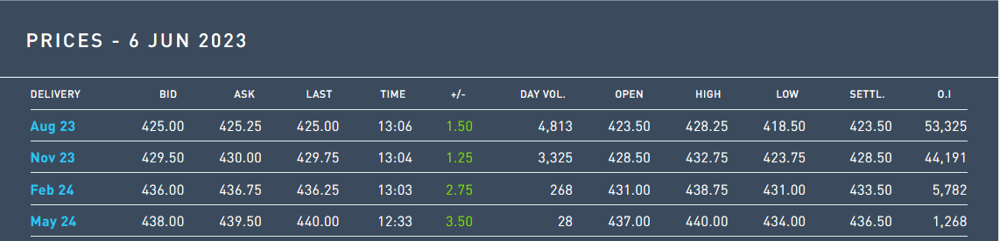 PRICES - 6 JUN 2023
DELIVERY BID ASK LAST TIME +/- DAY VOL. OPEN HIGH LOW SETTL. O.I
Aug 23 425.00 425.25 425.00 13:06 1.50 4,813 423.50 428.25 418.50 423.50 53,325
Nov 23 429.50 430.00 429.75 13:04 1.25 3,325 428.50 432.75 423.75 428.50 44,191
Feb 24 436.00 436.75 436.25 13:03 2.75 268 431.00 438.75 431.00 433.50 5,782
May 24 438.00 439.50 440.00 12:33 3.50 28 437.00 440.00 434.00 436.50 1,268